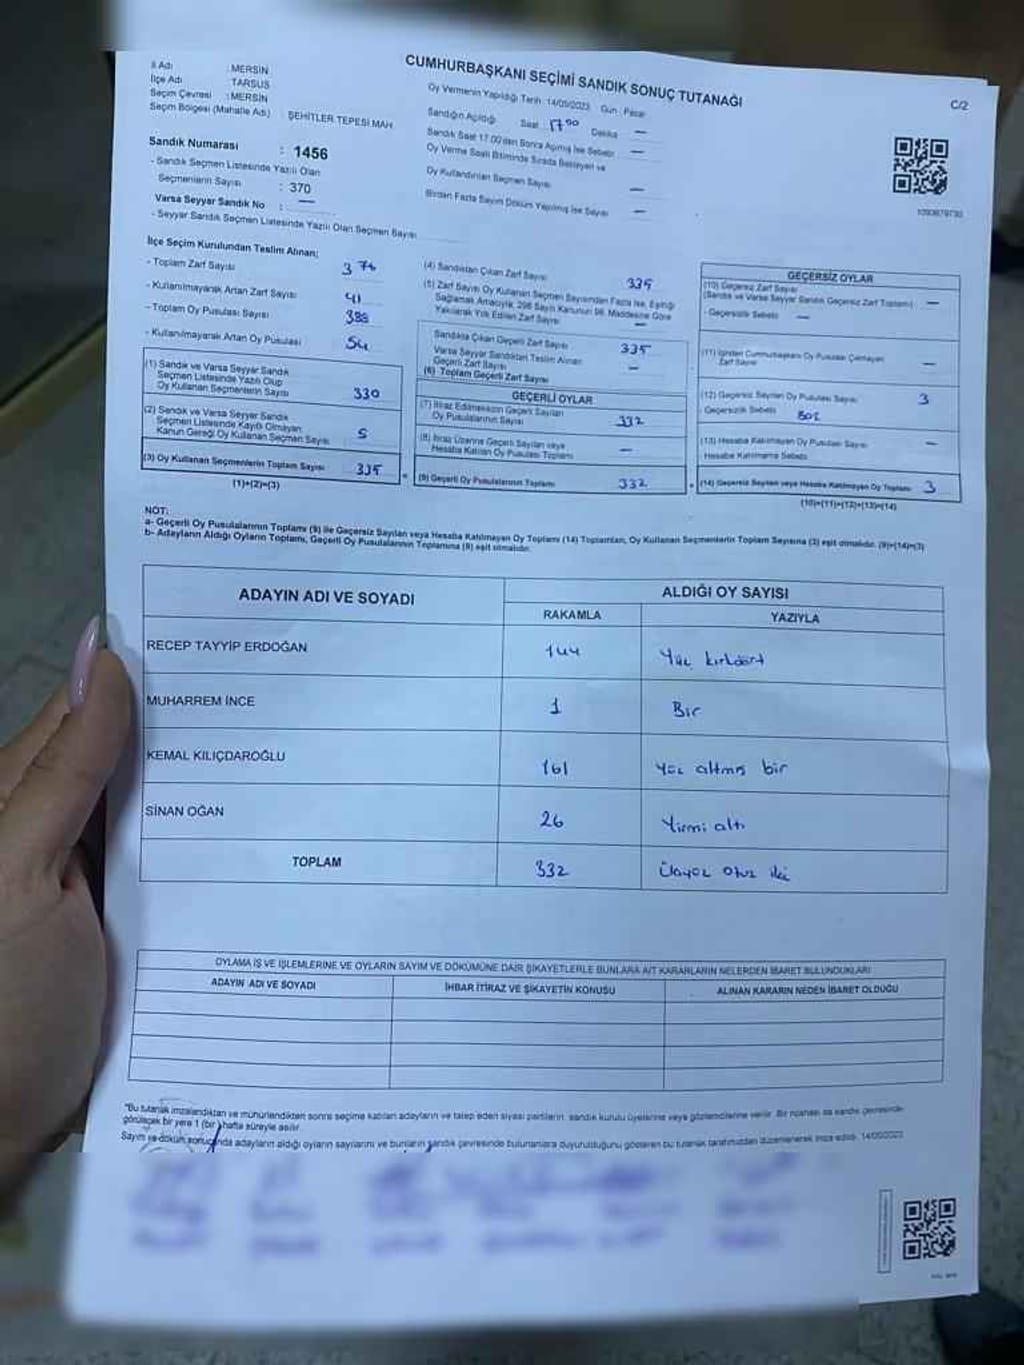 CUMHURBAŞKANI SEÇİMİ SANDIK SONUÇ TUTANAĞI
C/2
İl Adı : MERSİN
İlçe Adı : TARSUS
Seçim Çevresi : MERSİN
Seçim Bölgesi (Mahalle Adı) : ŞEHİTLER TEPESİ MAH.
Sandık Numarası : 1456
- Sandık Seçmen Listesinde Yazılı Olan
Seçmenlerin Sayısı : 370
Varsa Seyyar Sandık No : —
- Seyyar Sandık Seçmen Listesinde Yazılı Olan Seçmen Sayısı
Oy Vermenin Yapıldığı Tarih : 14/05/2023 Gün : Pazar
Sandığın Açıldığı Saat : 17 00 Dakika —
Sandık Saat 17.00'den Sonra Açılmış İse Sebebi —
Oy Verme Saati Bitiminde Sırada Bekleyen ve
Oy Kullandırılan Seçmen Sayısı —
Birden Fazla Sayım Döküm Yapılmış İse Sayısı —
İlçe Seçim Kurulundan Teslim Alınan;
- Toplam Zarf Sayısı
- Kullanılmayarak Artan Zarf Sayısı 41
- Toplam Oy Pusulası Sayısı
- Kullanılmayarak Artan Oy Pusulası 54
(1) Sandık ve Varsa Seyyar Sandık
Seçmen Listesinde Yazılı Olup
Oy Kullanan Seçmenlerin Sayısı 330
(2) Sandık ve Varsa Seyyar Sandık
Seçmen Listesinde Kayıtlı Olmayan
Kanun Gereği Oy Kullanan Seçmen Sayısı 5
(3) Oy Kullanan Seçmenlerin Toplam Sayısı 335
(1)+(2)=(3)
(4) Sandıktan Çıkan Zarf Sayısı 335
(5) Zarf Sayısı Oy Kullanan Seçmen Sayısından Fazla İse, Eşitliği
Sağlamak Amacıyla, 298 Sayılı Kanunun 98. Maddesine Göre
Yakılarak Yok Edilen Zarf Sayısı —
Sandıkta Çıkan Geçerli Zarf Sayısı 335
Varsa Seyyar Sandıktan Teslim Alınan
Geçerli Zarf Sayısı —
(6) Toplam Geçerli Zarf Sayısı
GEÇERLİ OYLAR
(7) İtiraz Edilmeksizin Geçerli Sayılan
Oy Pusulalarının Sayısı 332
(8) İtiraz Üzerine Geçerli Sayılan veya
Hesaba Katılan Oy Pusulası Toplamı —
(9) Geçerli Oy Pusulalarının Toplamı 332
GEÇERSİZ OYLAR
(10) Geçersiz Zarf Sayısı
(Sandık ve Varsa Seyyar Sandık Geçersiz Zarf Toplamı) —
- Geçersizlik Sebebi —
(11) İçinden Cumhurbaşkanı Oy Pusulası Çıkmayan
Zarf Sayısı —
(12) Geçersiz Sayılan Oy Pusulası Sayısı 3
- Geçersizlik Sebebi
(13) Hesaba Katılmayan Oy Pusulası Sayısı —
- Hesaba Katılmama Sebebi
(14) Geçersiz Sayılan veya Hesaba Katılmayan Oy Toplamı 3
(10)+(11)+(12)+(13)=(14)
NOT:
a- Geçerli Oy Pusulalarının Toplamı (9) ile Geçersiz Sayılan veya Hesaba Katılmayan Oy Toplamı (14) Toplamları, Oy Kullanan Seçmenlerin Toplam Sayısına (3) eşit olmalıdır. (9)+(14)=(3)
b- Adayların Aldığı Oyların Toplamı, Geçerli Oy Pusulalarının Toplamına (9) eşit olmalıdır.
ADAYIN ADI VE SOYADI ALDIĞI OY SAYISI
RAKAMLA YAZIYLA
RECEP TAYYİP ERDOĞAN 144 Yüz kırkdört
MUHARREM İNCE 1 Bir
KEMAL KILIÇDAROĞLU 161 Yüz altmış bir
SİNAN OĞAN 26 Yirmi altı
TOPLAM 332 Üçyüz otuz iki
OYLAMA İŞ VE İŞLEMLERİNE VE OYLARIN SAYIM VE DÖKÜMÜNE DAİR ŞİKAYETLERLE BUNLARA AİT KARARLARIN NELERDEN İBARET BULUNDUKLARI
ADAYIN ADI VE SOYADI İHBAR İTİRAZ VE ŞİKAYETİN KONUSU ALINAN KARARIN NEDEN İBARET OLDUĞU
"Bu tutanak imzalandıktan ve mühürlendikten sonra seçime katılan adayların ve talep eden siyasi partilerin, sandık kurulu üyelerine veya gözlemcilerine verilir. Bir nüshası da sandık çevresinde
görülecek bir yere 1 (bir) hafta süreyle asılır.
Sayım ve döküm sonucunda adayların aldığı oyların sayılarını ve bunların sandık çevresinde bulunanlara duyurulduğunu gösteren bu tutanak tarafımızdan düzenlenerek imza edildi. 14/05/2023